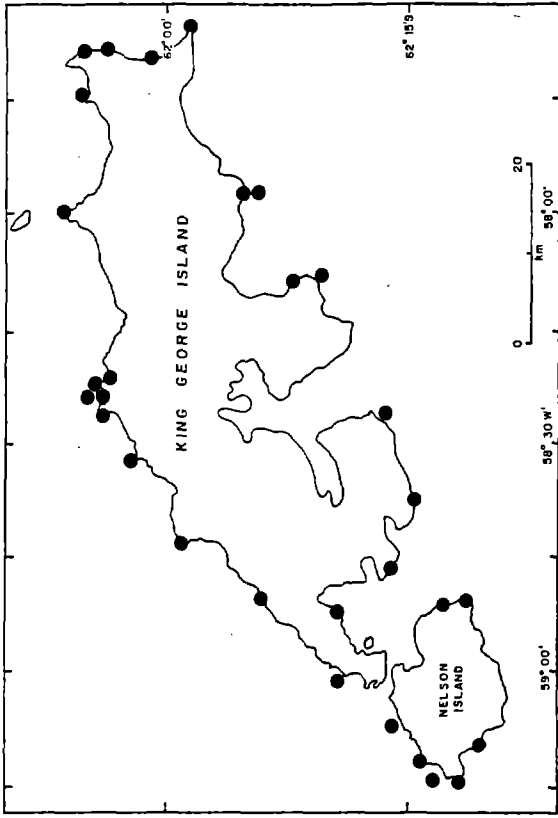 62° 00'
62° 15'S
KING GEORGE ISLAND
0 20
km
58° 00'
58° 30 W'
59° 00'
NELSON
ISLAND